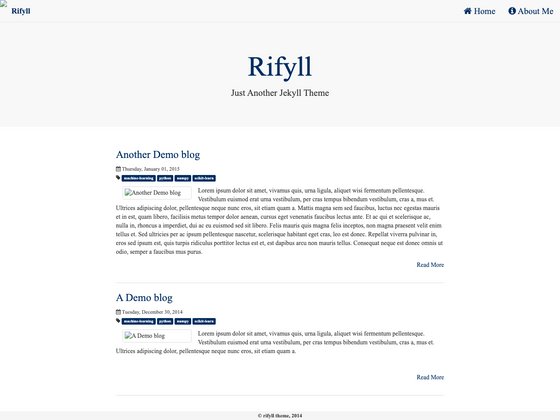 Rifyll
Home
About Me
Rifyll
Just Another Jekyll Theme
Another Demo blog
Thursday, January 01, 2015
machine-learning python numpy scikit-learn
Another Demo blog
Lorem ipsum dolor sit amet, vivamus quis, urna ligula, aliquet wisi fermentum pellentesque.
Vestibulum euismod erat urna vestibulum, per cras tempus bibendum vestibulum, cras a, mus et.
Ultrices adipiscing dolor, pellentesque neque nunc eros, sit etiam quam a. Mattis magna sem sed faucibus, luctus nec egestas mauris
et in est, quam libero, facilisis metus tempor dolor aenean, cursus eget venenatis faucibus lectus ante. Et ac qui et scelerisque ac,
nulla in, rhoncus a imperdiet, dui ac eu euismod sed sit libero. Felis mauris quis magna felis inceptos, non magna praesent velit enim
tellus et. Sed ultricies per ac ipsum pellentesque nascetur, scelerisque habitant eget cras, leo est donec. Repellat viverra pulvinar in,
eros sed ipsum est, quis turpis ridiculus porttitor lectus est et, est dapibus arcu non mauris tellus. Consequat neque est donec omnis ut
odio, semper a faucibus mus purus.
Read More
A Demo blog
Tuesday, December 30, 2014
machine-learning python numpy scikit-learn
A Demo blog
Lorem ipsum dolor sit amet, vivamus quis, urna ligula, aliquet wisi fermentum pellentesque.
Vestibulum euismod erat urna vestibulum, per cras tempus bibendum vestibulum, cras a, mus et.
Ultrices adipiscing dolor, pellentesque neque nunc eros, sit etiam quam a.
Read More
© rifyll theme, 2014